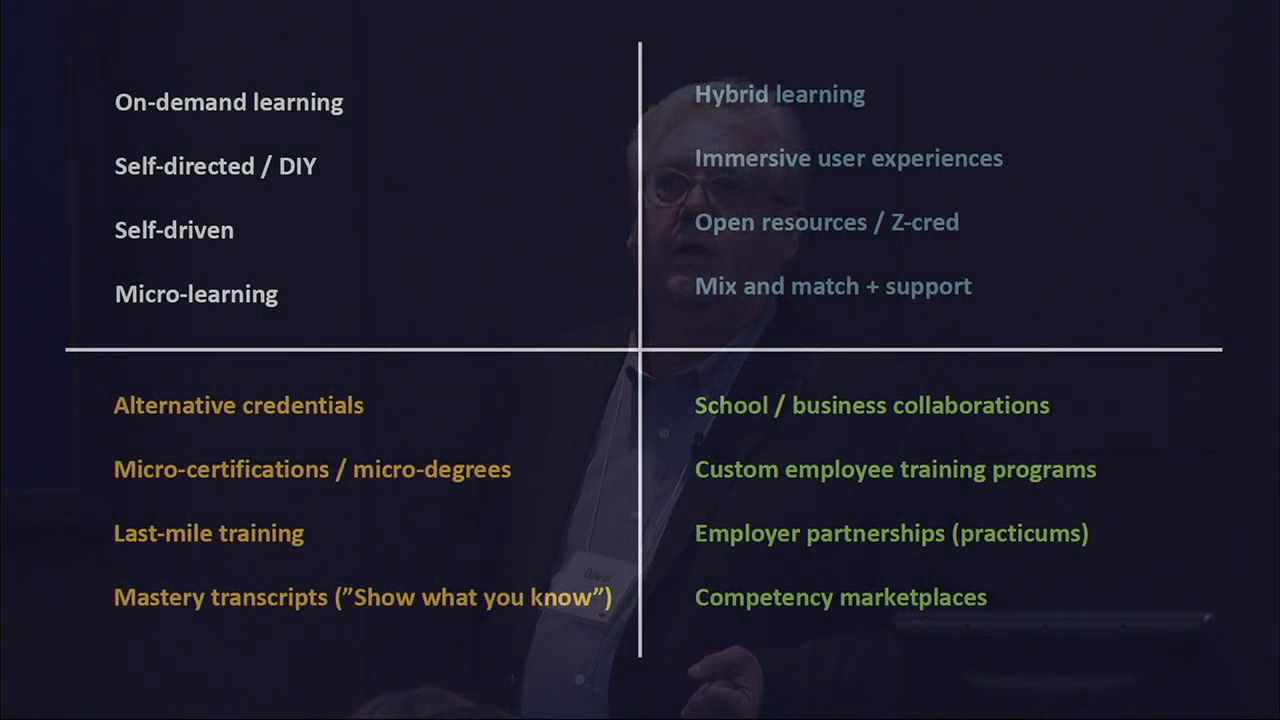 On-demand learning
Self-directed / DIY
Self-driven
Micro-learning
Hybrid learning
Immersive user experiences
Open resources / Z-cred
Mix and match + support
Alternative credentials
Micro-certifications / micro-degrees
Last-mile training
Mastery transcripts (”Show what you know”)
School / business collaborations
Custom employee training programs
Employer partnerships (practicums)
Competency marketplaces